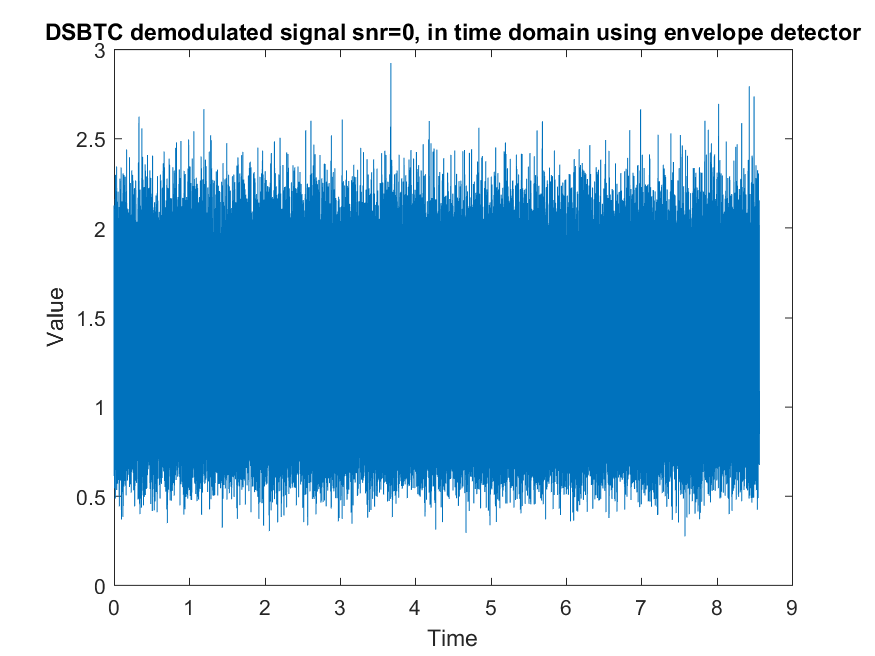 DSBTC demodulated signal snr=0, in time domain using envelope detector
3
2.5
2
1.5
1
0.5
0
Value
0 1 2 3 4 5 6 7 8 9
Time